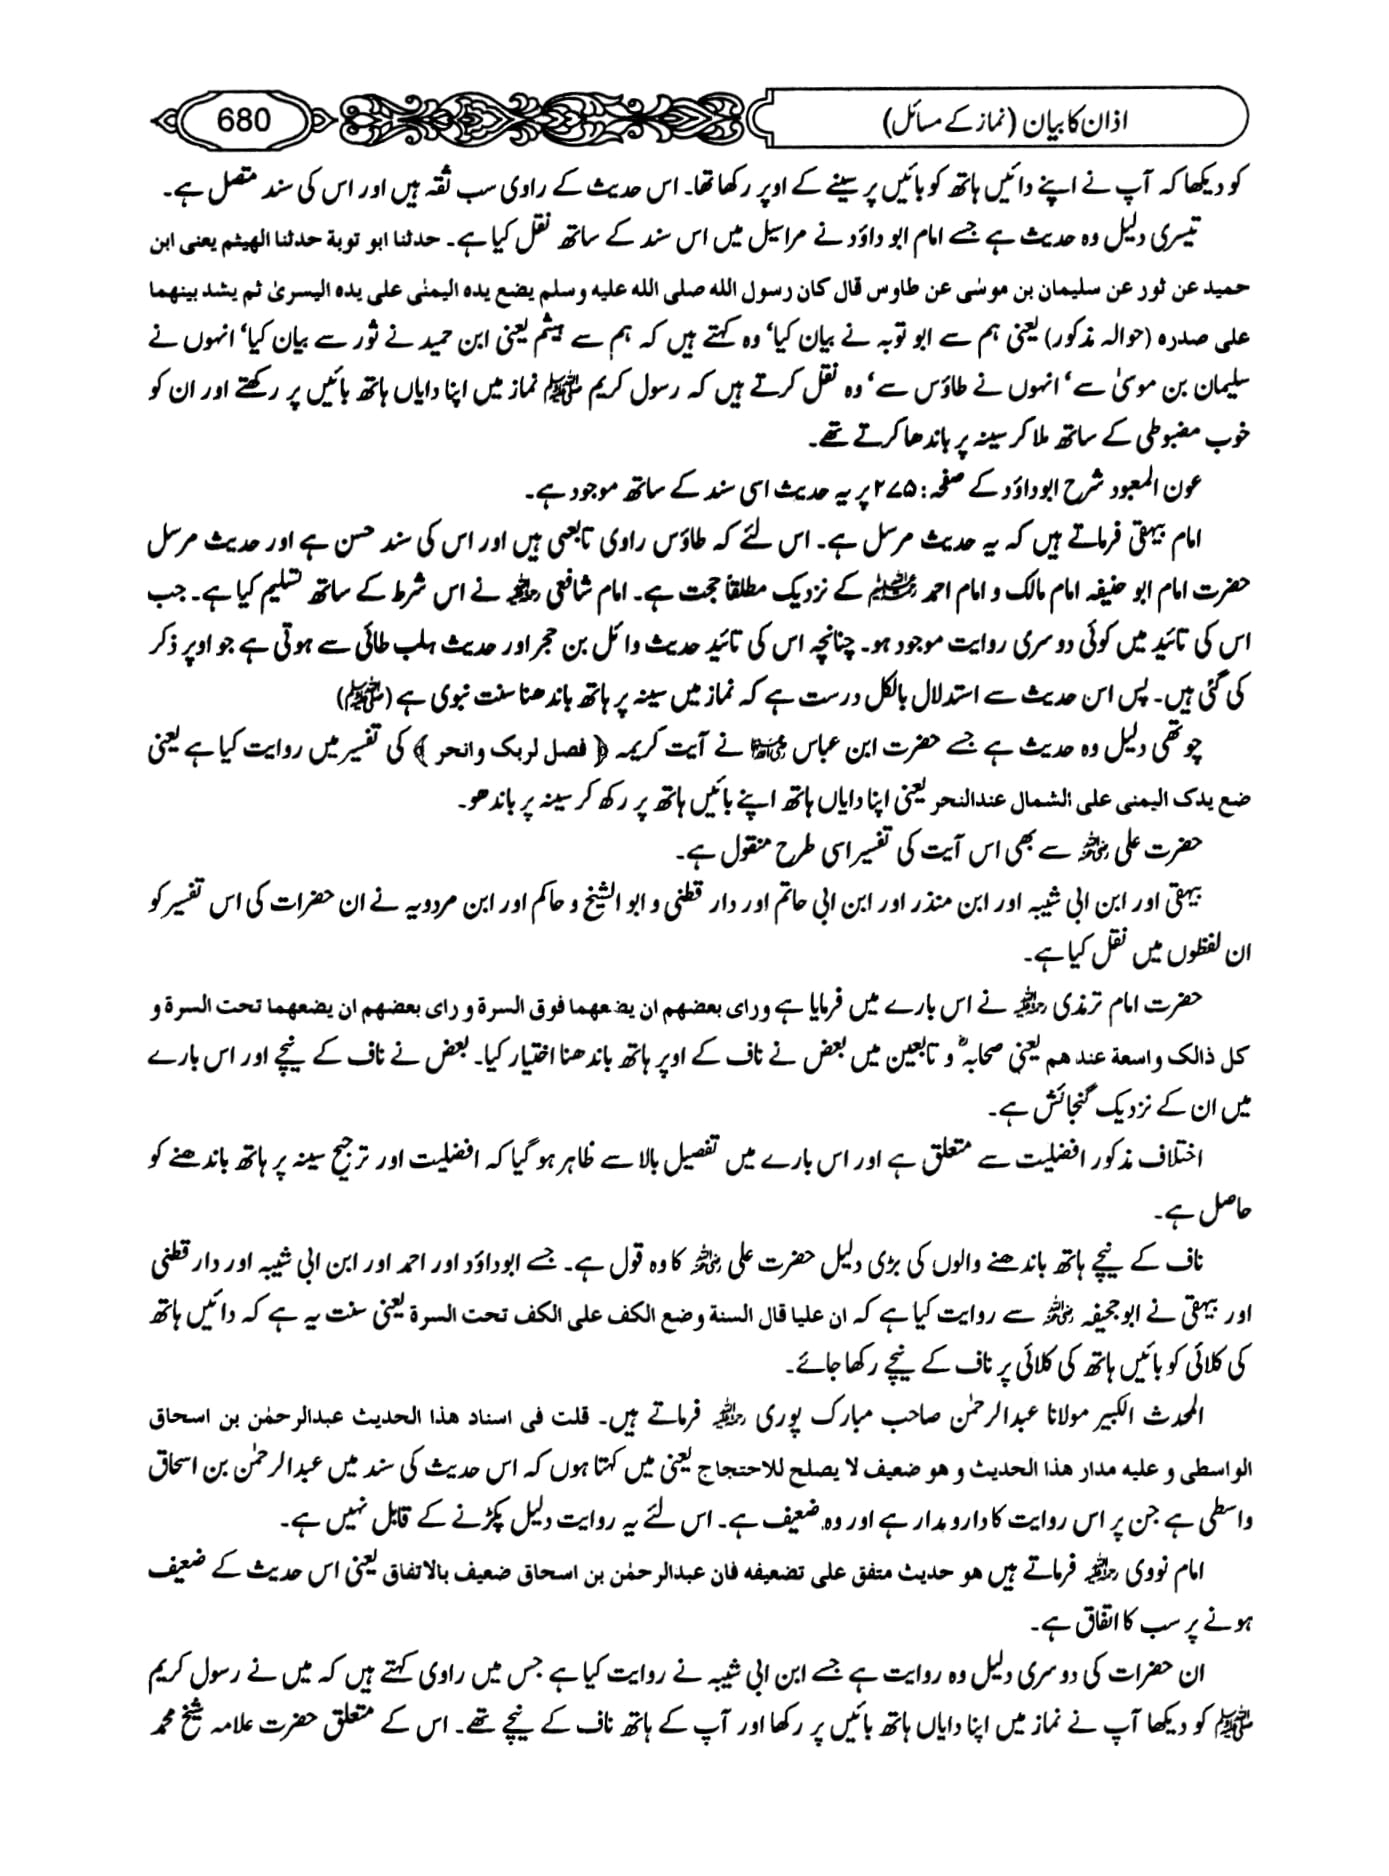 680
اذان کا بیان (نماز کے مسائل)
کو دیکھا کہ آپ نے اپنے دائیں ہاتھ کو بائیں پر سینے کے اوپر رکھا تھا۔ اس حدیث کے راوی سب ثقہ ہیں اور اس کی سند متصل ہے۔
تیسری دلیل وہ حدیث ہے جسے امام ابو داؤد نے مراسیل میں اس سند کے ساتھ نقل کیا ہے۔ حدثنا ابو توبة حدثنا الهيثم يعنى ابن
حميد عن ثور عن سليمان بن موسٰى عن طاوس قال كان رسول الله صلى الله عليه وسلم يضع يده اليمنٰى على يده اليسرىٰ ثم يشد بينهما
على صدره (حوالہ مذکور) یعنی ہم سے ابو توبہ نے بیان کیا، وہ کہتے ہیں کہ ہم سے ہیثم یعنی ابن حمید نے ثور سے بیان کیا، انہوں نے
سلیمان بن موسیٰ سے، انہوں نے طاؤس سے، وہ نقل کرتے ہیں کہ رسول کریم ﷺ نماز میں اپنا دایاں ہاتھ بائیں پر رکھتے اور ان کو
خوب مضبوطی کے ساتھ ملا کر سینہ پر باندھا کرتے تھے۔
عون المعبود شرح ابوداؤد کے صفحہ: ۲۷۵ پر یہ حدیث اسی سند کے ساتھ موجود ہے۔
امام بیہقی فرماتے ہیں کہ یہ حدیث مرسل ہے۔ اس لئے کہ طاؤس راوی تابعی ہیں اور اس کی سند حسن ہے اور حدیث مرسل
حضرت امام ابو حنیفہ امام مالک و امام احمد رحمہم اللہ کے نزدیک مطلقاً حجت ہے۔ امام شافعی رحمہ اللہ نے اس شرط کے ساتھ تسلیم کیا ہے۔ جب
اس کی تائید میں کوئی دوسری روایت موجود ہو۔ چنانچہ اس کی تائید حدیث وائل بن حجر اور حدیث ہلب طائی سے ہوتی ہے جو اوپر ذکر
کی گئی ہیں۔ پس اس حدیث سے استدلال بالکل درست ہے کہ نماز میں سینہ پر ہاتھ باندھنا سنت نبوی ہے (ﷺ)
چوتھی دلیل وہ حدیث ہے جسے حضرت ابن عباس رضی اللہ عنہما نے آیت کریمہ ﴿ فصل لربك وانحر ﴾ کی تفسیر میں روایت کیا ہے یعنی
ضع يدك اليمنى على الشمال عندالنحر یعنی اپنا دایاں ہاتھ اپنے بائیں ہاتھ پر رکھ کر سینہ پر باندھو۔
حضرت علی رضی اللہ عنہ سے بھی اس آیت کی تفسیر اسی طرح منقول ہے۔
بیہقی اور ابن ابی شیبہ اور ابن منذر اور ابن ابی حاتم اور دار قطنی و ابو الشیخ و حاکم اور ابن مردویہ نے ان حضرات کی اس تفسیر کو
ان لفظوں میں نقل کیا ہے۔
حضرت امام ترمذی رحمہ اللہ نے اس بارے میں فرمایا ہے وراى بعضهم ان يضعهما فوق السرة و راى بعضهم ان يضعهما تحت السرة و
كل ذالك واسعة عند هم یعنی صحابہؓ و تابعین میں بعض نے ناف کے اوپر ہاتھ باندھنا اختیار کیا۔ بعض نے ناف کے نیچے اور اس بارے
میں ان کے نزدیک گنجائش ہے۔
اختلاف مذکور افضلیت سے متعلق ہے اور اس بارے میں تفصیل بالا سے ظاہر ہو گیا کہ افضلیت اور ترجیح سینہ پر ہاتھ باندھنے کو
حاصل ہے۔
ناف کے نیچے ہاتھ باندھنے والوں کی بڑی دلیل حضرت علی رضی اللہ عنہ کا وہ قول ہے۔ جسے ابوداؤد اور احمد اور ابن ابی شیبہ اور دار قطنی
اور بیہقی نے ابو جحیفہ رضی اللہ عنہ سے روایت کیا ہے کہ ان عليا قال السنة وضع الكف على الكف تحت السرة یعنی سنت یہ ہے کہ دائیں ہاتھ
کی کلائی کو بائیں ہاتھ کی کلائی پر ناف کے نیچے رکھا جائے۔
المحدث الکبیر مولانا عبدالرحمٰن صاحب مبارک پوری رحمہ اللہ فرماتے ہیں۔ قلت فى اسناد هذا الحديث عبدالرحمٰن بن اسحاق
الواسطى و عليه مدار هذا الحديث و هو ضعيف لا يصلح للاحتجاج یعنی میں کہتا ہوں کہ اس حدیث کی سند میں عبدالرحمٰن بن اسحاق
واسطی ہے جن پر اس روایت کا دارومدار ہے اور وہ ضعیف ہے۔ اس لئے یہ روایت دلیل پکڑنے کے قابل نہیں ہے۔
امام نووی رحمہ اللہ فرماتے ہیں هو حديث متفق على تضعيفه فان عبدالرحمٰن بن اسحاق ضعيف بالاتفاق یعنی اس حدیث کے ضعیف
ہونے پر سب کا اتفاق ہے۔
ان حضرات کی دوسری دلیل وہ روایت ہے جسے ابن ابی شیبہ نے روایت کیا ہے جس میں راوی کہتے ہیں کہ میں نے رسول کریم
ﷺ کو دیکھا آپ نے نماز میں اپنا دایاں ہاتھ بائیں پر رکھا اور آپ کے ہاتھ ناف کے نیچے تھے۔ اس کے متعلق حضرت علامہ شیخ محمد